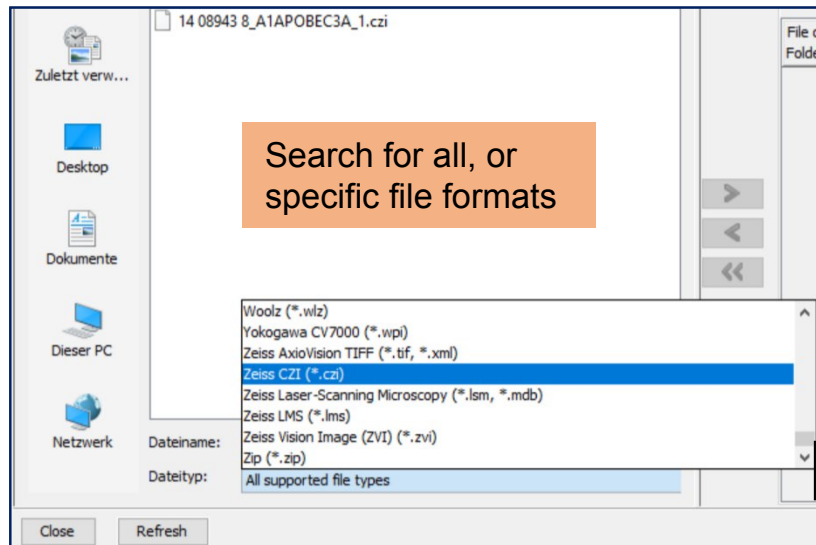 14 08943 8_A1APOBEC3A_1.czi
File
Zuletzt verw...
Desktop
Search for all, or
specific file formats
>
<
<<
Dokumente
Woolz (*.wlz)
Yokogawa CV7000 (*.wpi)
Zeiss AxioVision TIFF (*.tif, *.xml)
Zeiss CZI (*.czi)
Zeiss Laser-Scanning Microscopy (*.lsm, *.mdb)
Zeiss LMS (*.lms)
Zeiss Vision Image (ZVI) (*.zvi)
Zip (*.zip)
Dieser PC
Netzwerk
Dateiname:
Dateityp:
All supported file types
Close Refresh